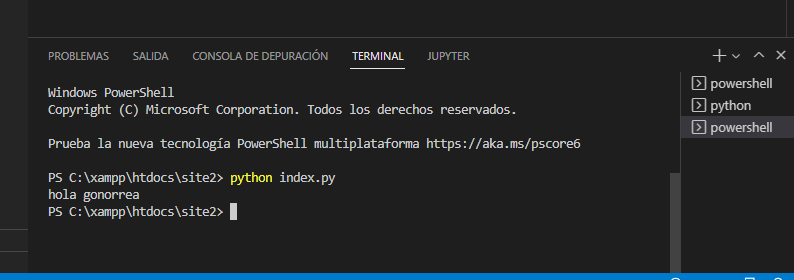 PROBLEMAS SALIDA CONSOLA DE DEPURACIÓN TERMINAL JUPYTER
Windows PowerShell
Copyright (C) Microsoft Corporation. Todos los derechos reservados.
Prueba la nueva tecnología PowerShell multiplataforma https://aka.ms/pscore6
PS C:\xampp\htdocs\site2> python index.py
hola gonorrea
PS C:\xampp\htdocs\site2>
powershell
python
powershell